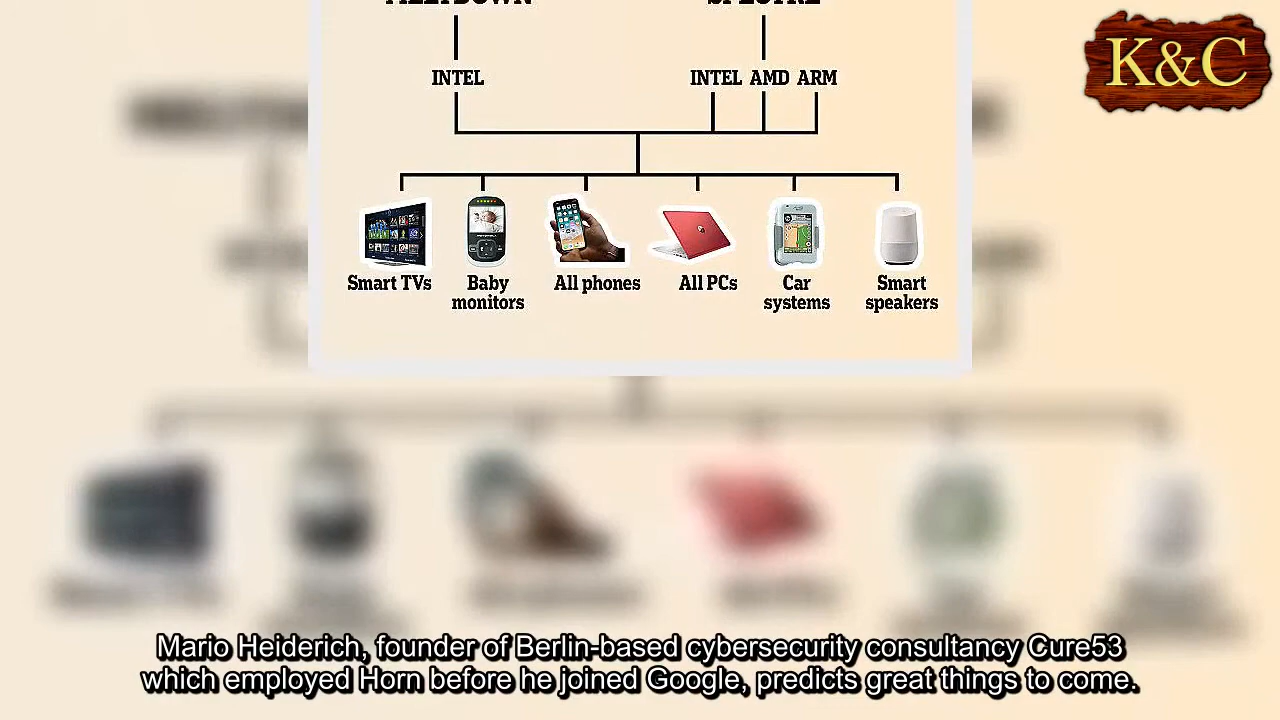 MELTDOWN SPECTRE
K&C
INTEL INTEL AMD ARM
Smart TVs Baby monitors All phones All PCs Car systems Smart speakers
Mario Heiderich, founder of Berlin-based cybersecurity consultancy Cure53
which employed Horn before he joined Google, predicts great things to come.